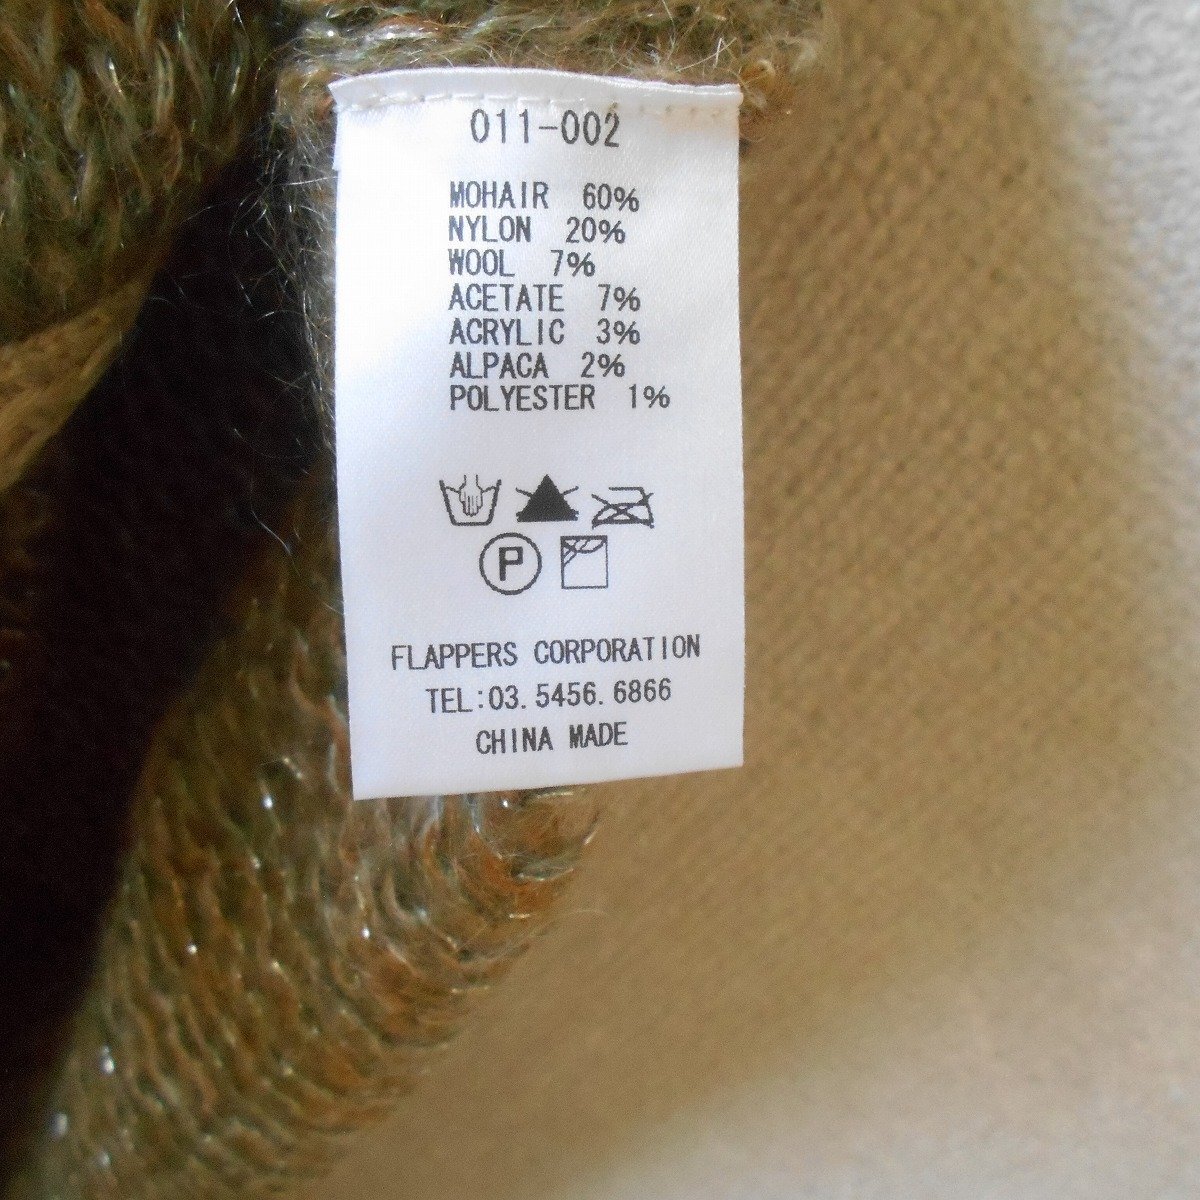 011-002
MOHAIR 60%
NYLON 20%
WOOL 7%
ACETATE 7%
ACRYLIC 3%
ALPACA 2%
POLYESTER 1%
P
FLAPPERS CORPORATION
TEL:03.5456.6866
CHINA MADE